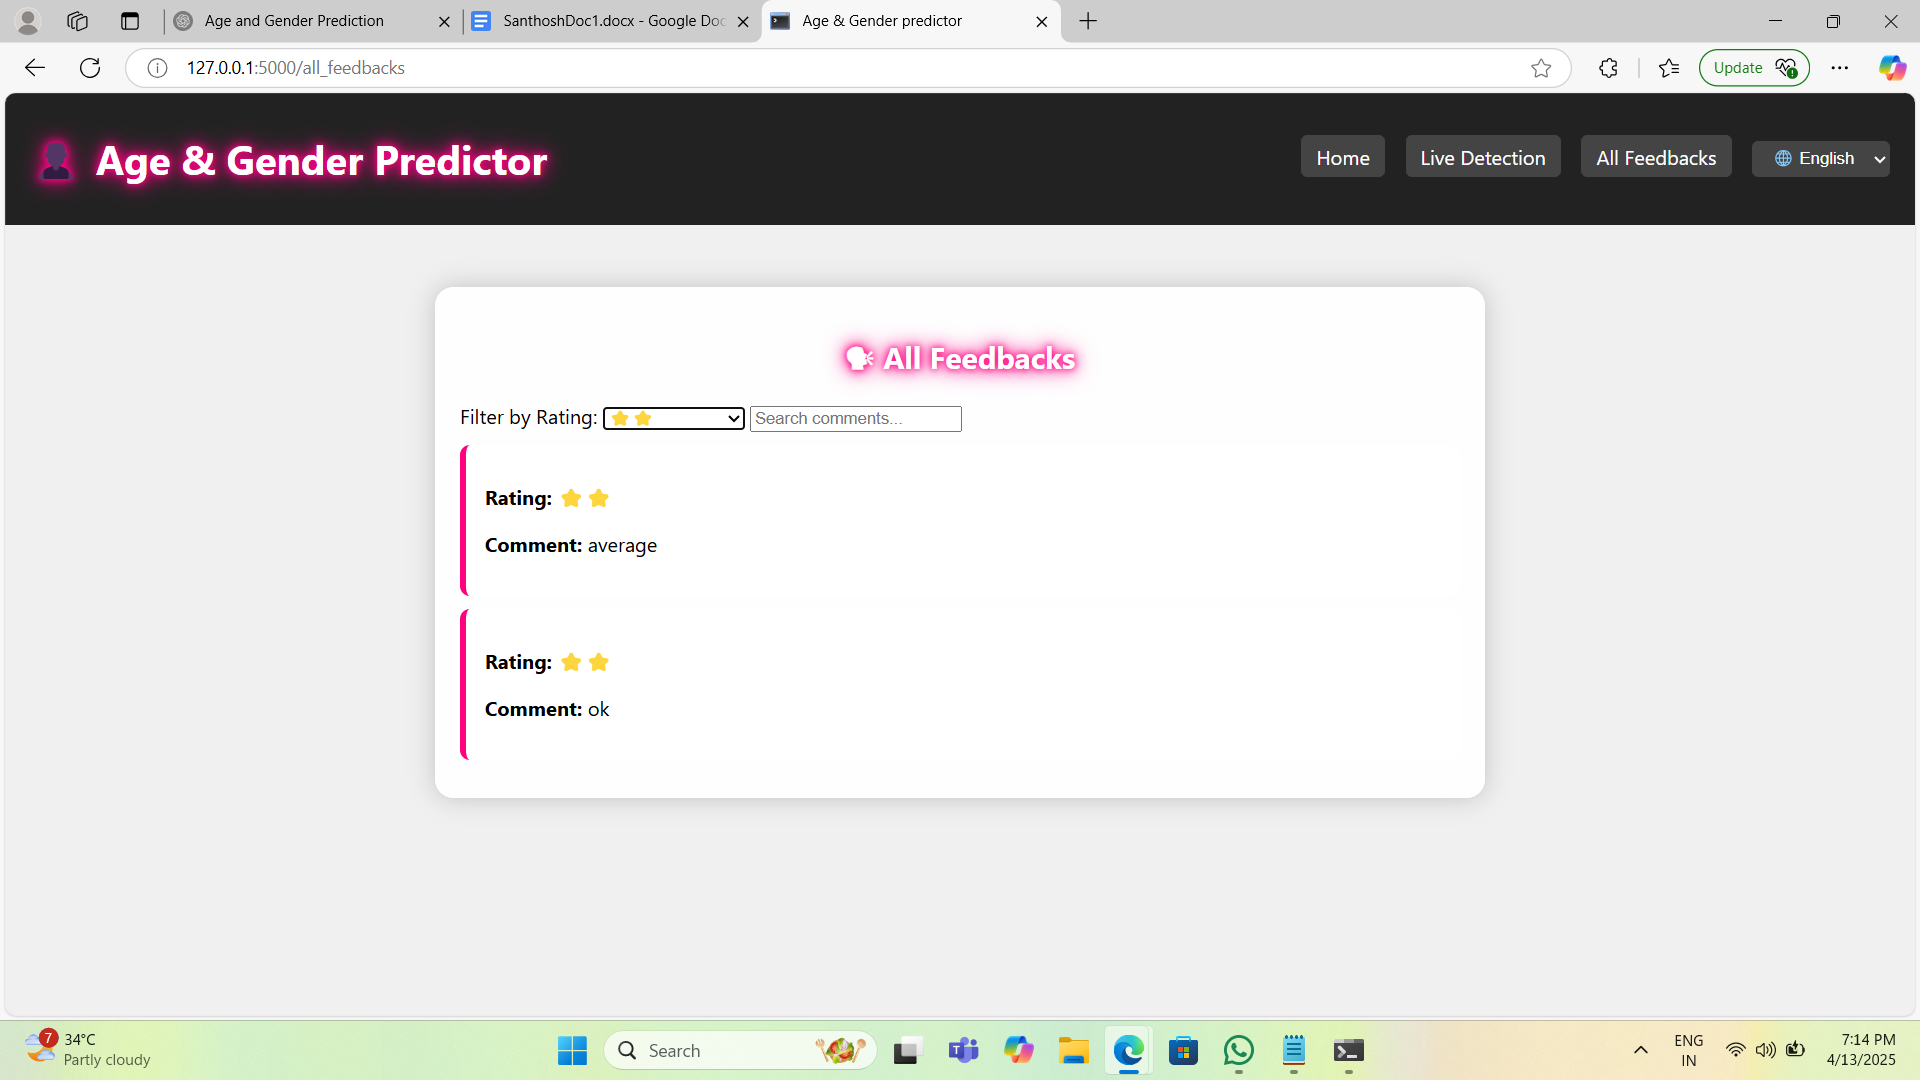 Age and Gender Prediction
SanthoshDoc1.docx - Google Doc
Age & Gender predictor
127.0.0.1:5000/all_feedbacks
Update
Age & Gender Predictor
Home
Live Detection
All Feedbacks
🌐 English
🗣️ All Feedbacks
Filter by Rating: ⭐⭐ Search comments...
Rating: ⭐⭐
Comment: average
Rating: ⭐⭐
Comment: ok
7
34°C
Partly cloudy
Search
ENG
IN
7:14 PM
4/13/2025